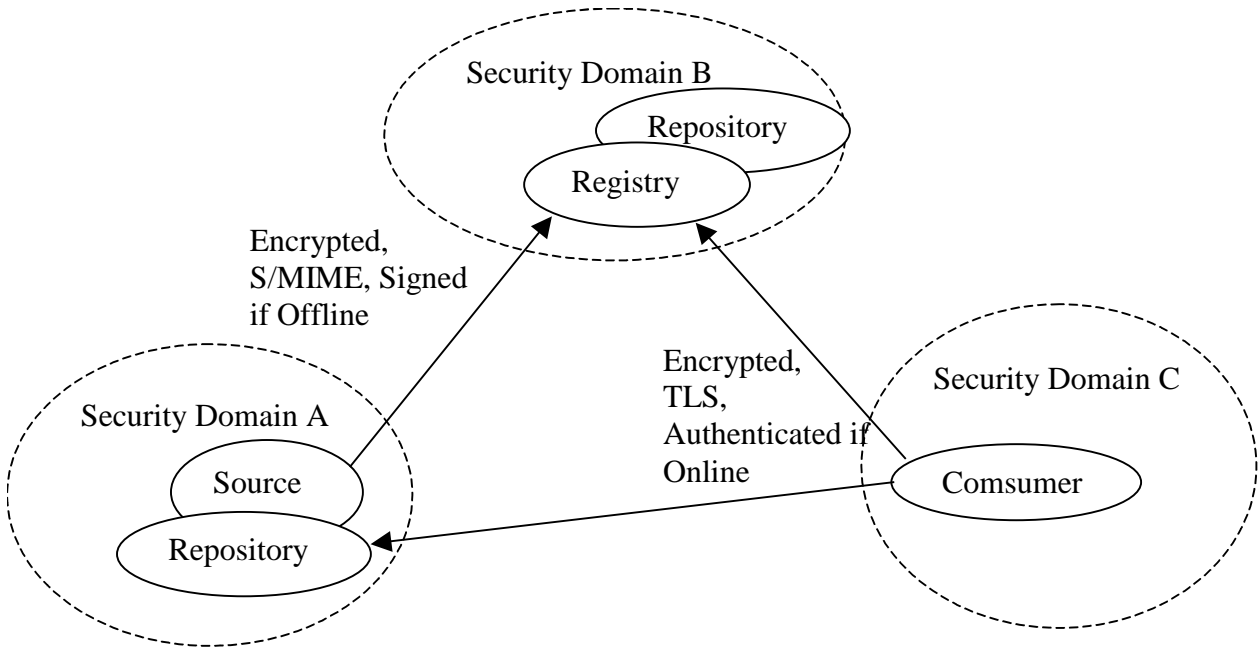 Security Domain B
Repository
Registry
Encrypted,
S/MIME, Signed
if Offline
Encrypted,
TLS,
Authenticated if
Online
Security Domain C
Comsumer
Security Domain A
Source
Repository